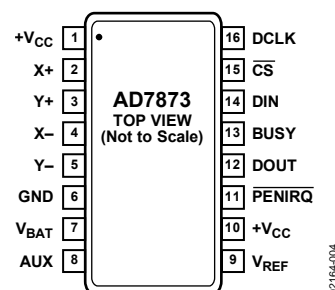 +VCC 1 16 DCLK
X+ 2 15 CS
Y+ 3 AD7873 14 DIN
TOP VIEW
X– 4 (Not to Scale) 13 BUSY
Y– 5 12 DOUT
GND 6 11 PENIRQ
VBAT 7 10 +VCC
AUX 8 9 VREF
02164-004